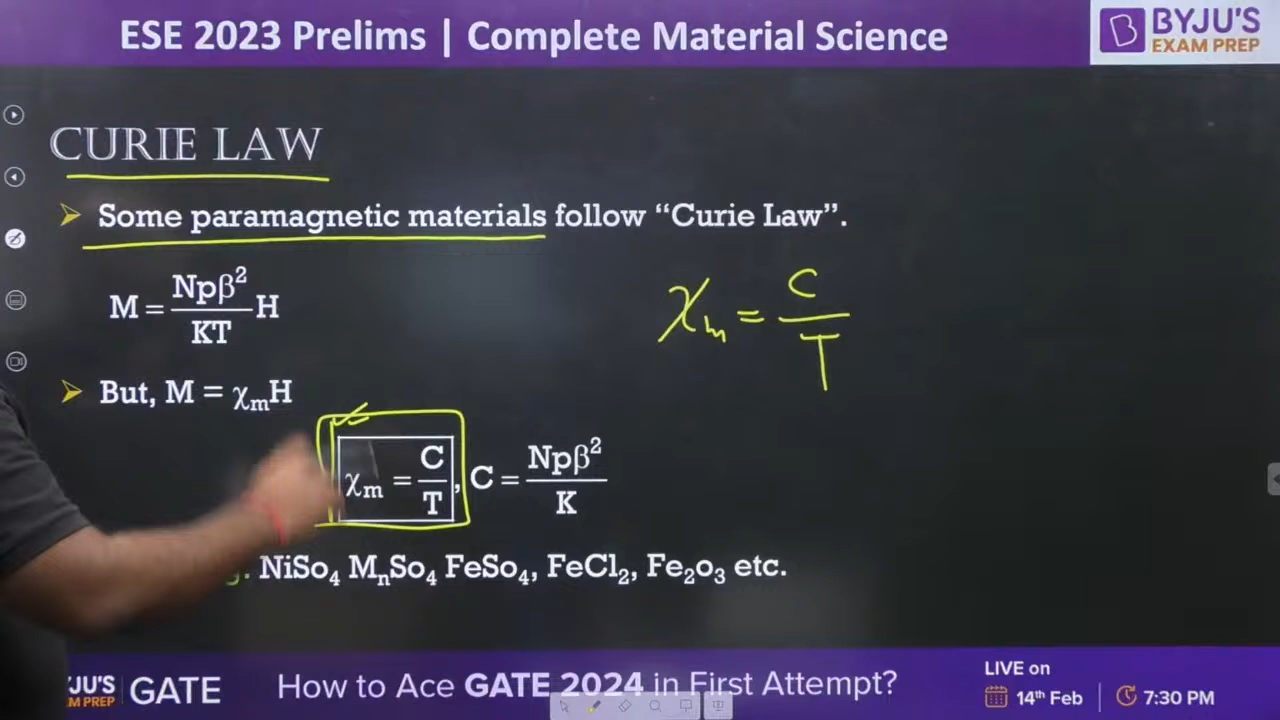 ESE 2023 Prelims | Complete Material Science
BYJU'S
EXAM PREP
CURIE LAW
➤ Some paramagnetic materials follow “Curie Law”.
M = Npβ²/KT H
χm = C/T
➤ But, M = χmH
χm = C/T, C = Npβ²/K
g. NiSo₄ MₙSo₄ FeSo₄, FeCl₂, Fe₂o₃ etc.
JU'S
M PREP
GATE
How to Ace GATE 2024 in First Attempt?
LIVE on
14th Feb
7:30 PM